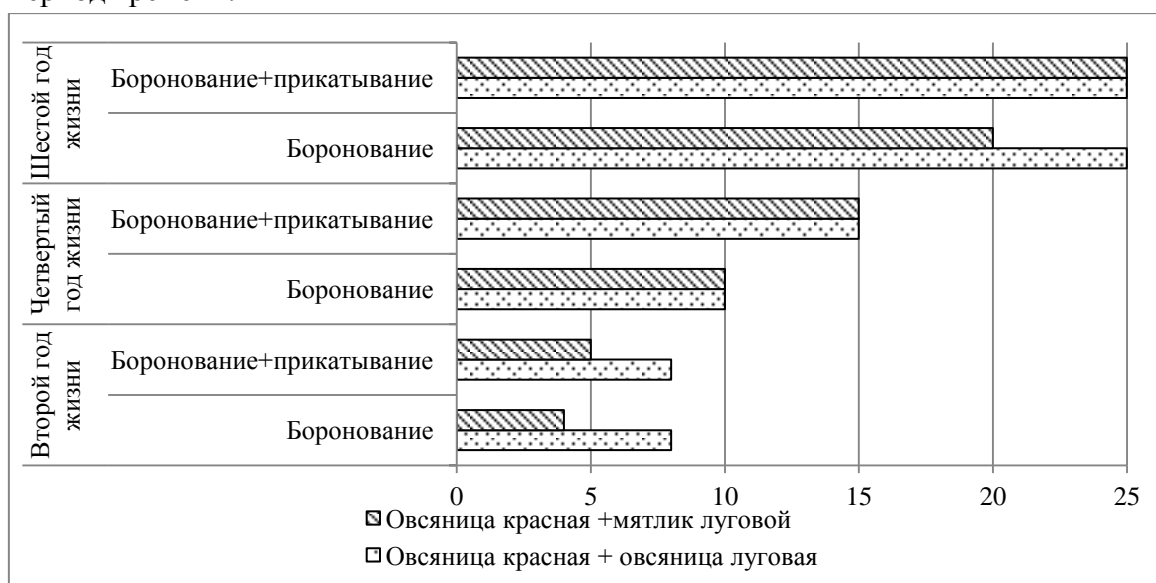 Шестой год
жизни
Боронование+прикатывание
Боронование
Четвертый
год жизни
Боронование+прикатывание
Боронование
Второй год
жизни
Боронование+прикатывание
Боронование
0 5 10 15 20 25
Овсяница красная +мятлик луговой
Овсяница красная + овсяница луговая